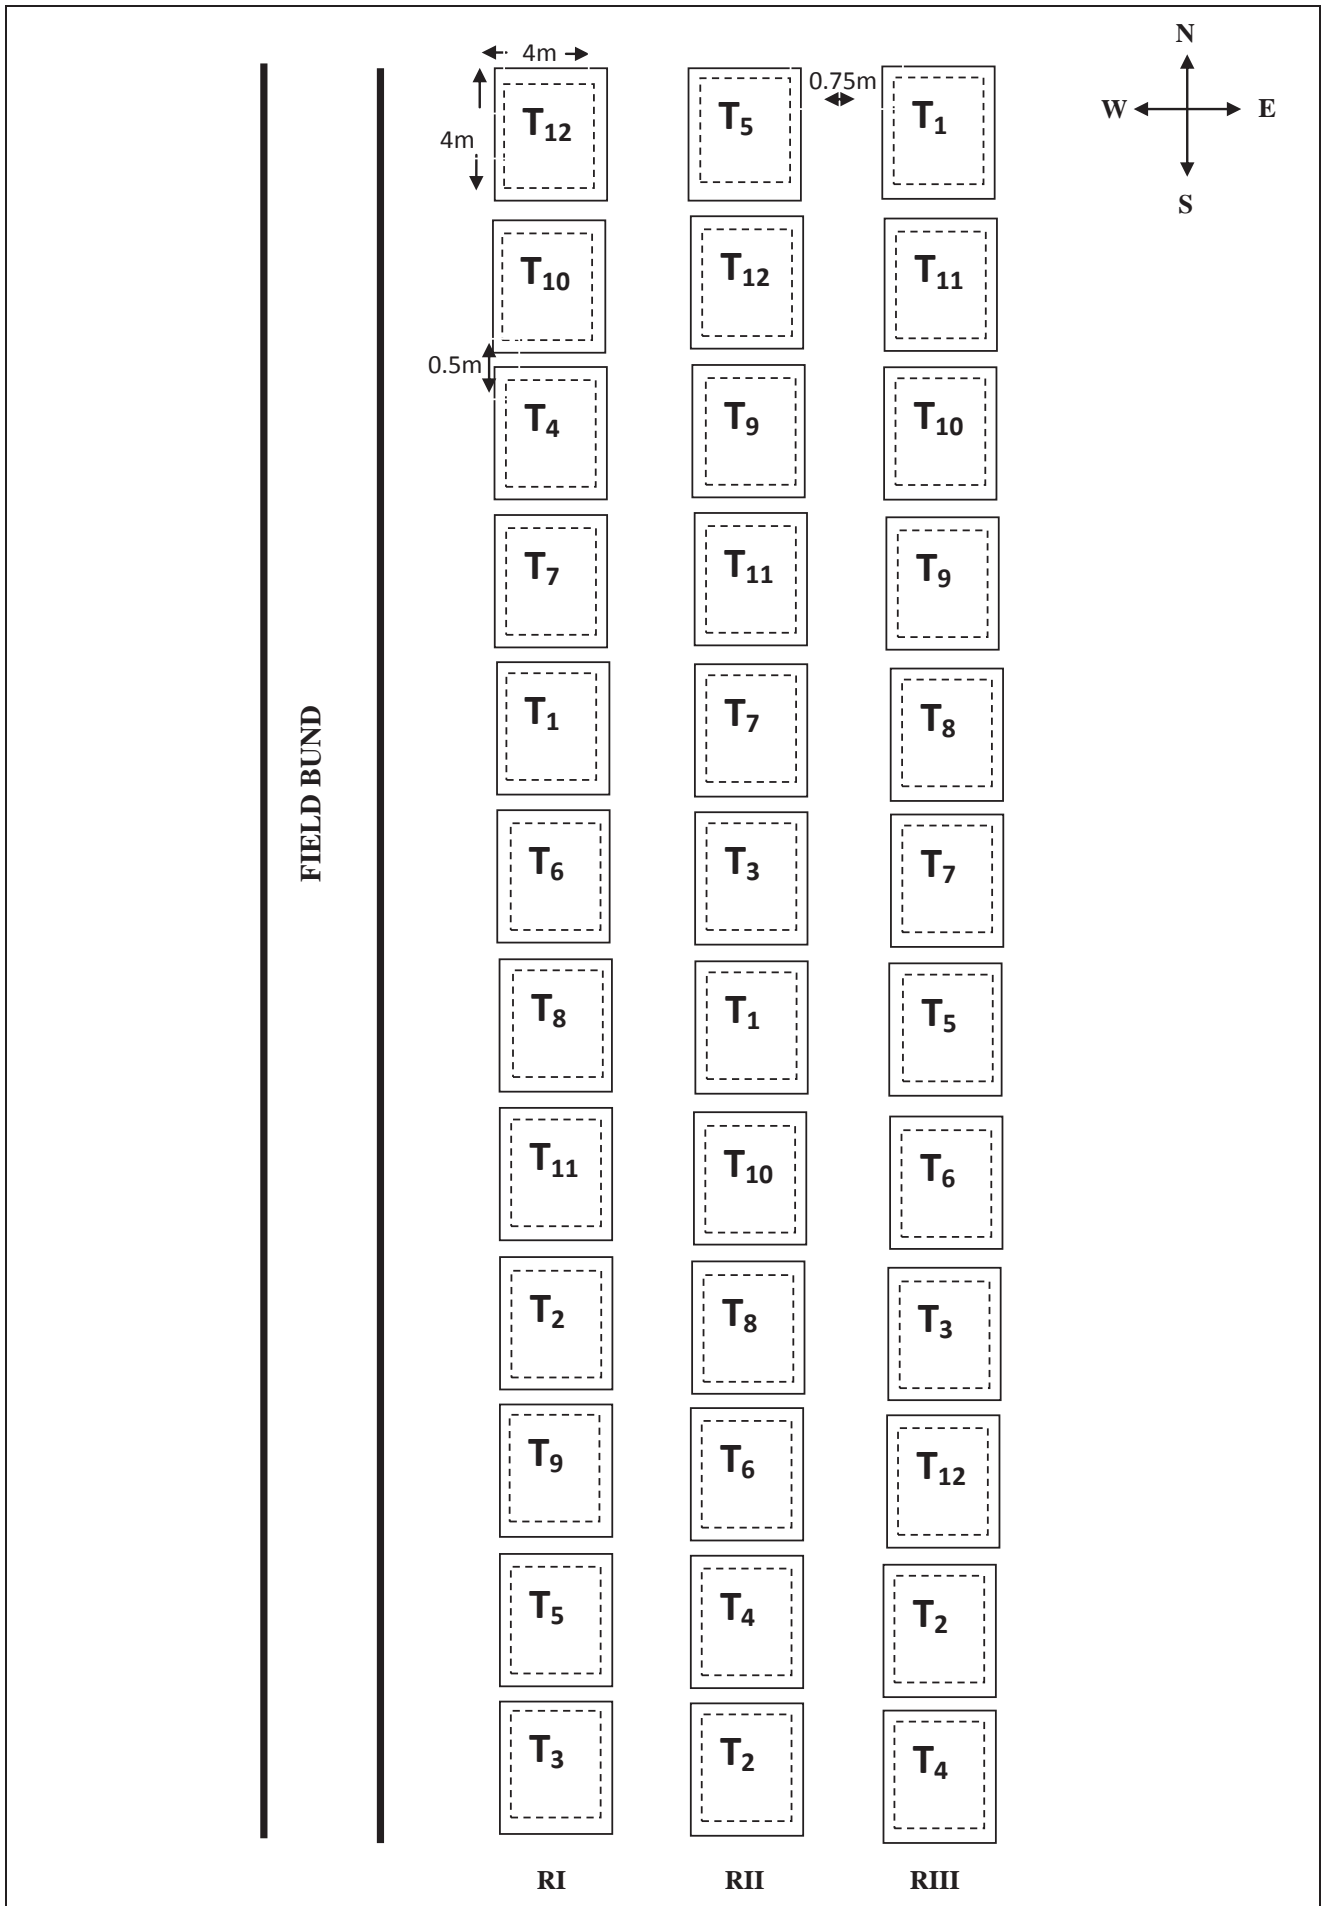 N
4m
0.75m
W E
T12 T5 T1
4m
S
T10 T12 T11
0.5m
T4 T9 T10
T7 T11 T9
T1 T7 T8
FIELD BUND
T6 T3 T7
T8 T1 T5
T11 T10 T6
T2 T8 T3
T9 T6 T12
T5 T4 T2
T3 T2 T4
RI RII RIII